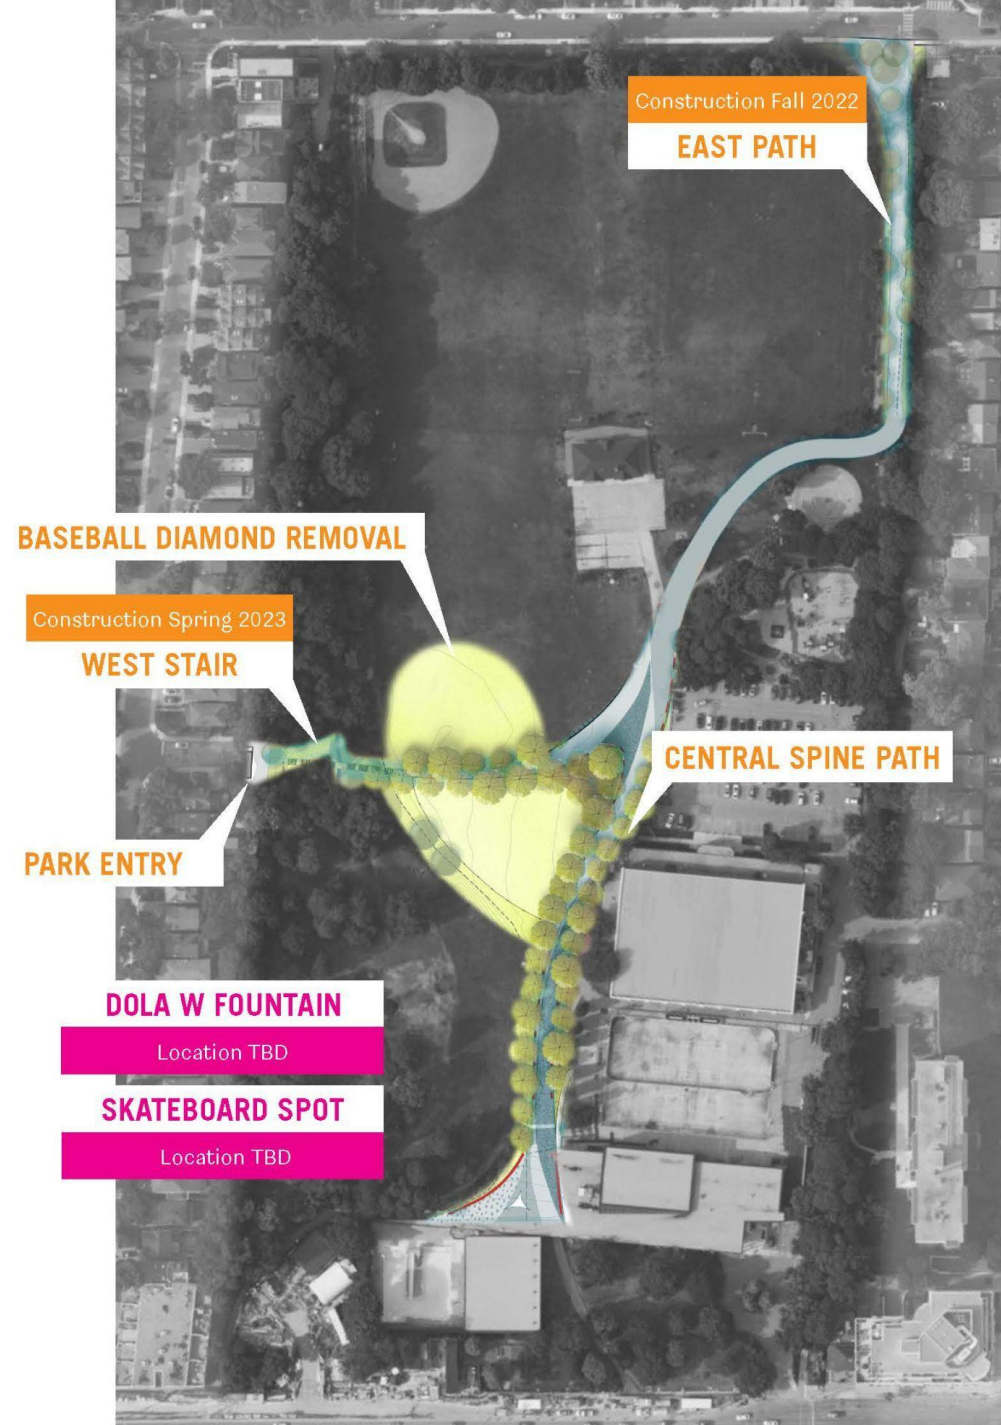 Construction Fall 2022
EAST PATH
BASEBALL DIAMOND REMOVAL
Construction Spring 2023
WEST STAIR
CENTRAL SPINE PATH
PARK ENTRY
DOLA W FOUNTAIN
Location TBD
SKATEBOARD SPOT
Location TBD